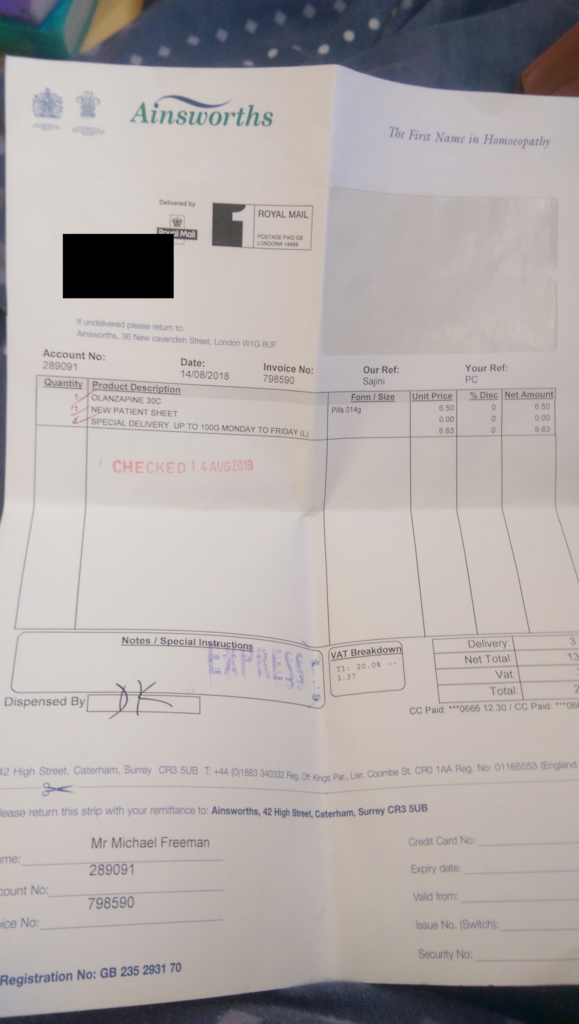 Ainsworths
The First Name in Homoeopathy
Delivered by
Royal Mail
1
ROYAL MAIL
POSTAGE PAID GB
If undelivered please return to:
Ainsworths, 36 New cavendish Street, London W1G 8UF
Account No: Date: Invoice No: Our Ref: Your Ref:
289091 14/08/2018 798590 Sajini PC
Quantity Product Description Form / Size Unit Price % Disc Net Amount
1 OLANZAPINE 30C Pills 014g 6.50 0 6.50
NEW PATIENT SHEET 0.00 0 0.00
SPECIAL DELIVERY UP TO 100G MONDAY TO FRIDAY (L) 6.63 0 6.63
CHECKED 14 AUG 2018
Notes / Special Instructions
EXPRESS
VAT Breakdown
T1: 20.0% --
3.37
Delivery: 3.
Net Total: 13
Vat:
Total: 2
Dispensed By DK
CC Paid: ***0666 12.30 / CC Paid: ***066
42 High Street, Caterham, Surrey CR3 5UB T: +44 (0)1883 340332 Reg. Off. Kings Par., Lwr. Coombe St. CR0 1AA Reg. No: 01165553 (England
lease return this strip with your remittance to: Ainsworths, 42 High Street, Caterham, Surrey CR3 5UB
ame: Mr Michael Freeman
count No: 289091
ice No: 798590
Credit Card No:
Expiry date:
Valid from:
Issue No. (Switch):
Security No:
Registration No: GB 235 2931 70